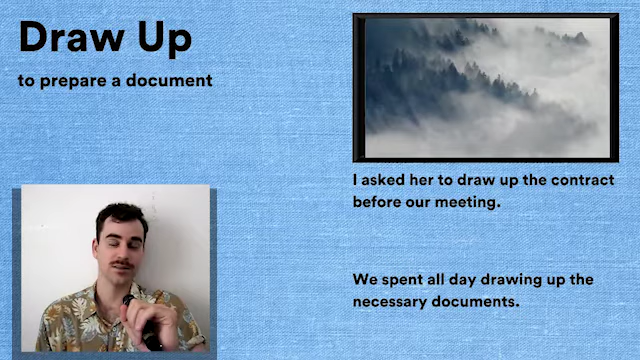 Draw Up
to prepare a document
I asked her to draw up the contract
before our meeting.
We spent all day drawing up the
necessary documents.